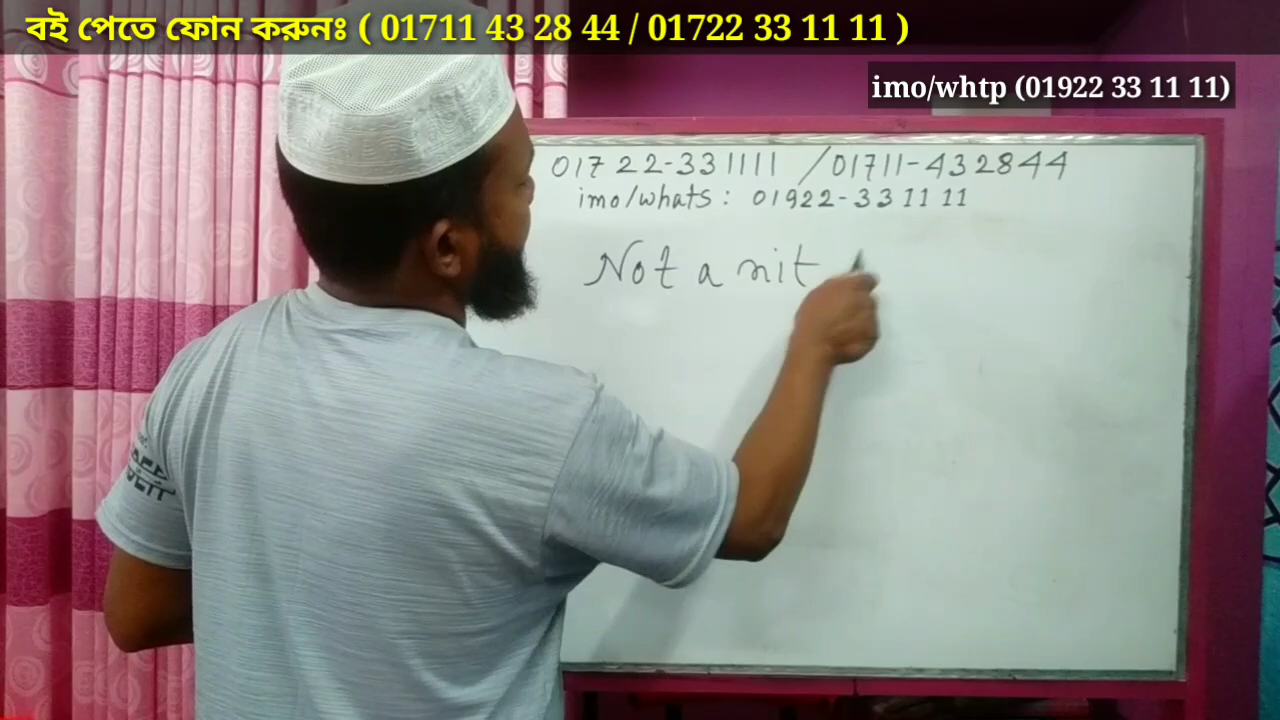 বই পেতে ফোন করুনঃ ( 01711 43 28 44 / 01722 33 11 11 )
imo/whtp (01922 33 11 11)
01722-331111 /01711-432844
imo/whats: 01922-331111
Not a nit